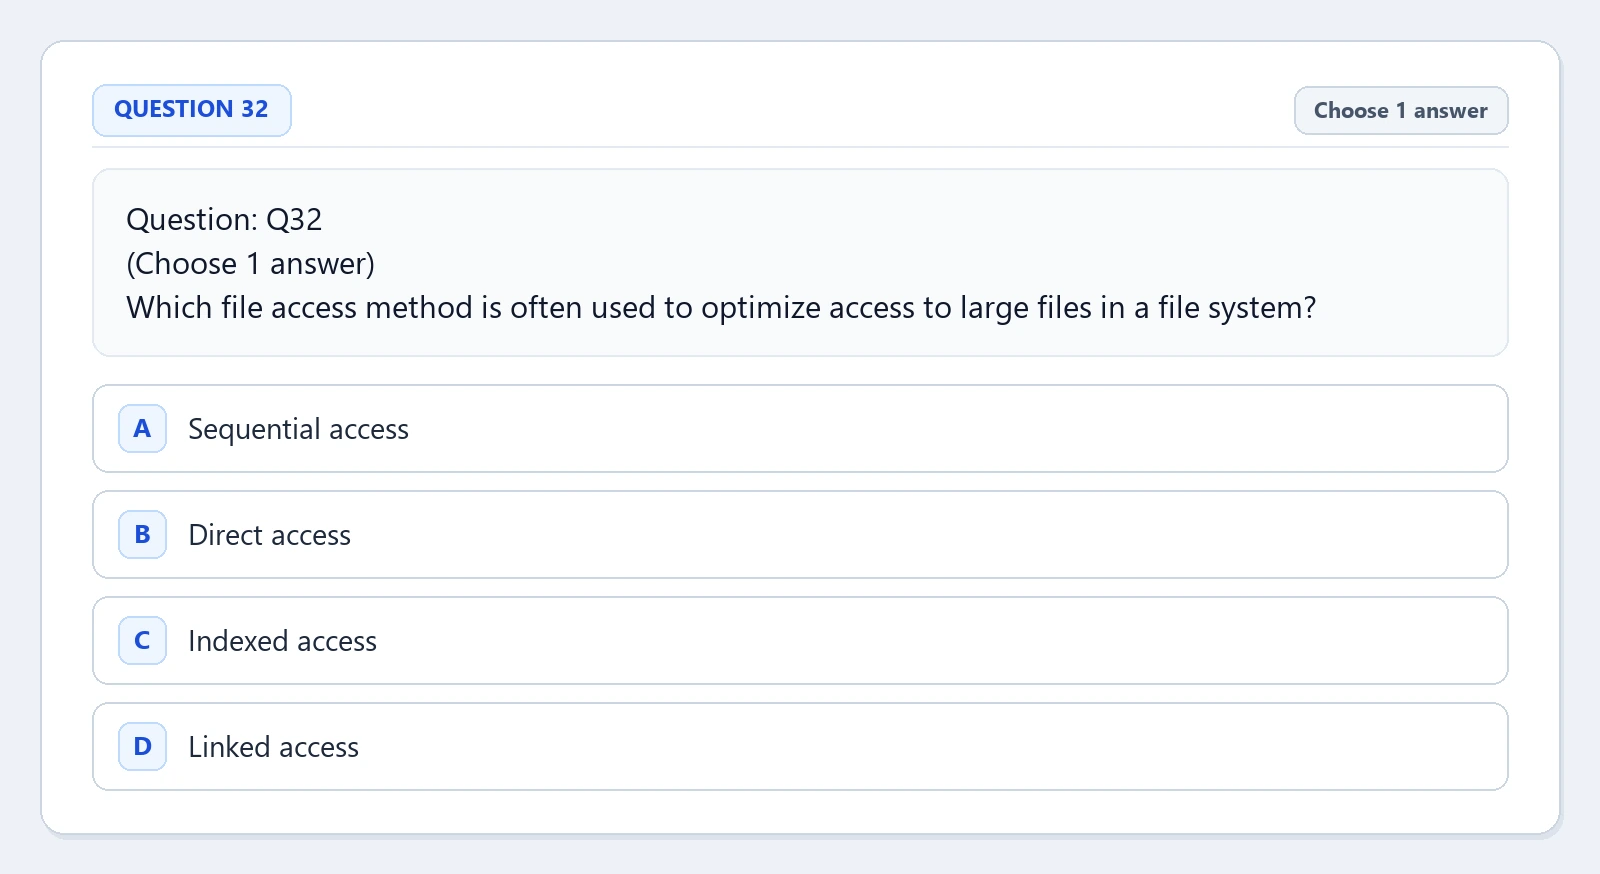 QUESTION 32
Choose 1 answer
Question: Q32
(Choose 1 answer)
Which file access method is often used to optimize access to large files in a file system?
A Sequential access
B Direct access
C Indexed access
D Linked access